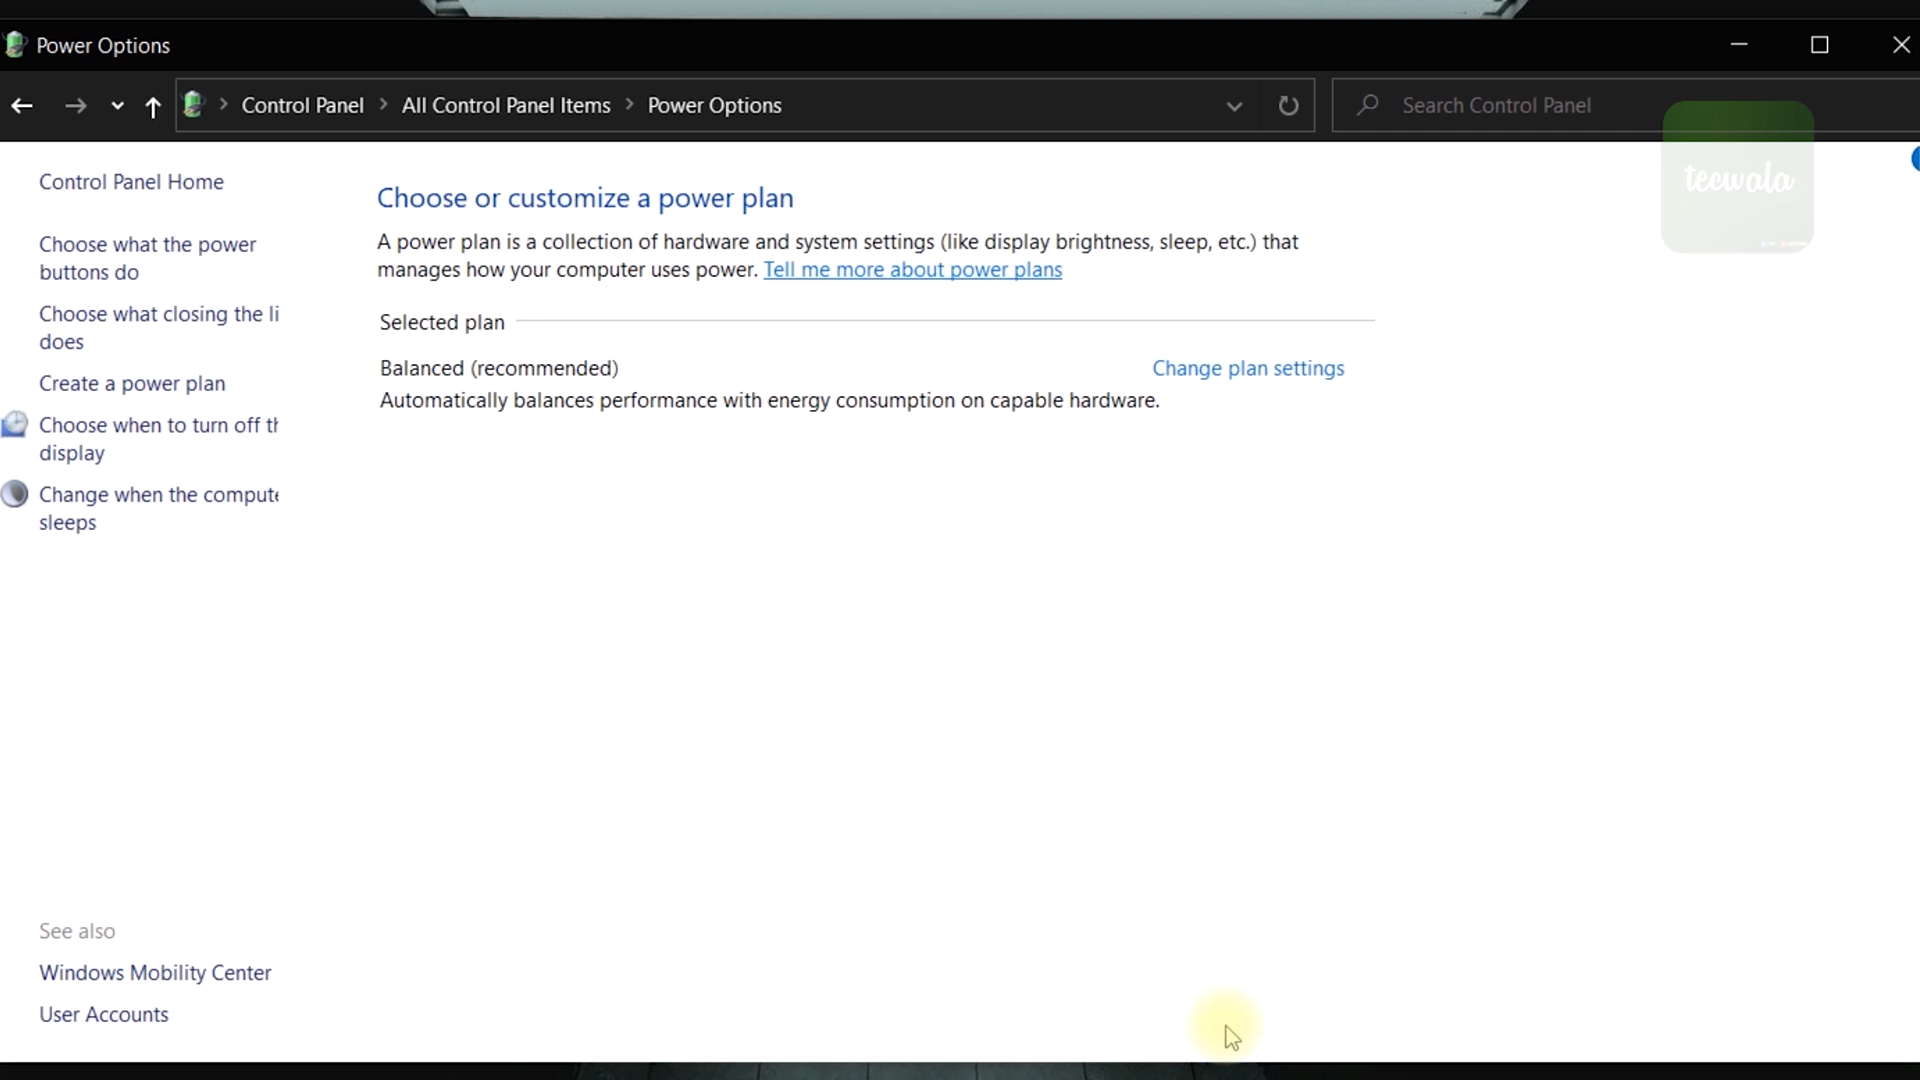 Power Options
Control Panel > All Control Panel Items > Power Options
Search Control Panel
tecwala
Control Panel Home
Choose what the power
buttons do
Choose what closing the li
does
Create a power plan
Choose when to turn off th
display
Change when the compute
sleeps
Choose or customize a power plan
A power plan is a collection of hardware and system settings (like display brightness, sleep, etc.) that
manages how your computer uses power. Tell me more about power plans
Selected plan
Balanced (recommended)
Change plan settings
Automatically balances performance with energy consumption on capable hardware.
See also
Windows Mobility Center
User Accounts